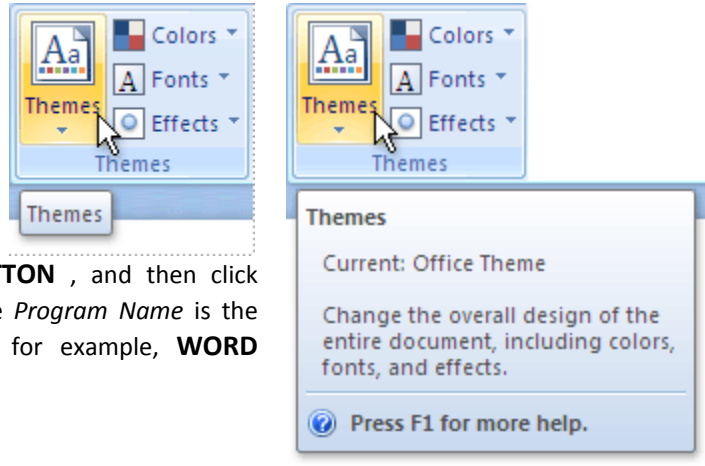 Aa
Colors
Themes
Fonts
A
Effects
Themes
Themes
Aa
Colors
Themes
Fonts
A
Effects
Themes
Themes
Current: Office Theme
Change the overall design of the
entire document, including colors,
fonts, and effects.
Press F1 for more help.
TTON , and then click
e Program Name is the
for example, WORD